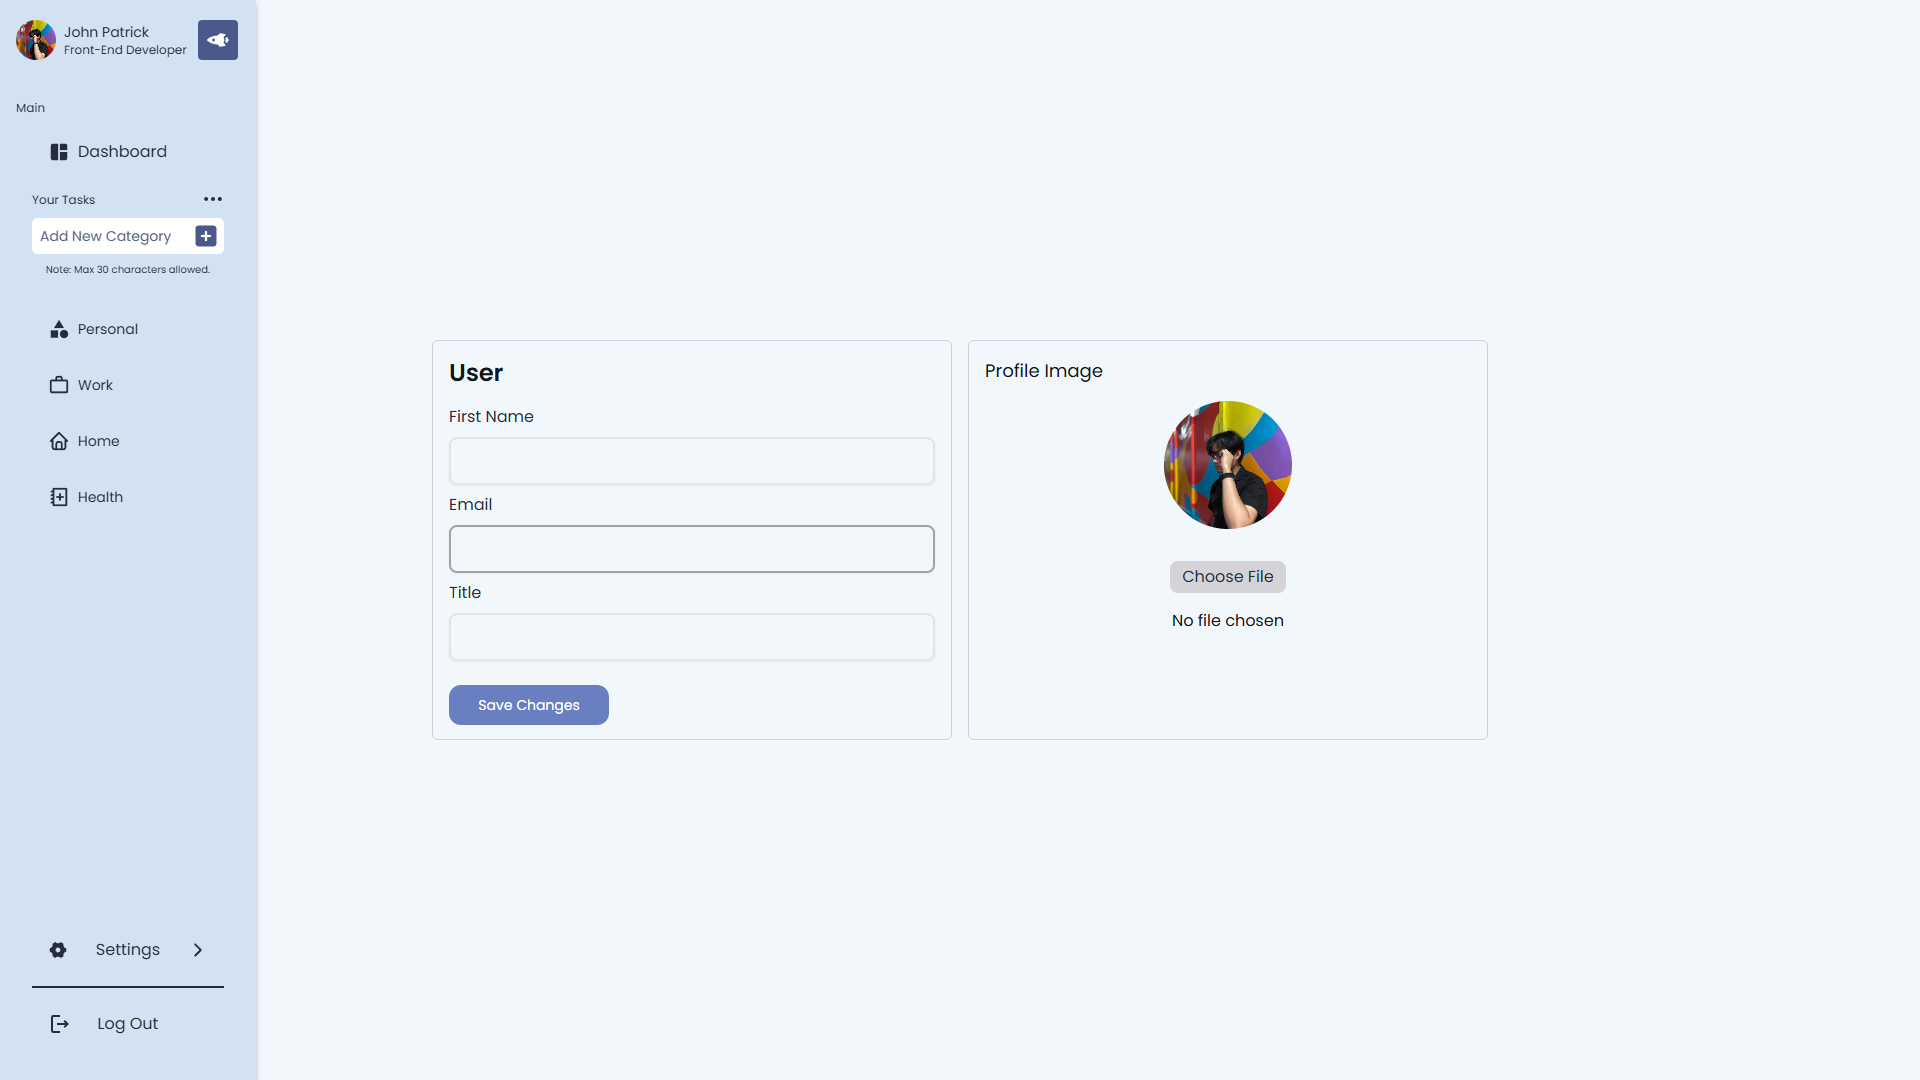 John Patrick
Front-End Developer
Main
Dashboard
Your Tasks
Add New Category
Note: Max 30 characters allowed.
Personal
Work
Home
Health
Settings
Log Out
User
First Name
Email
Title
Save Changes
Profile Image
Choose File
No file chosen